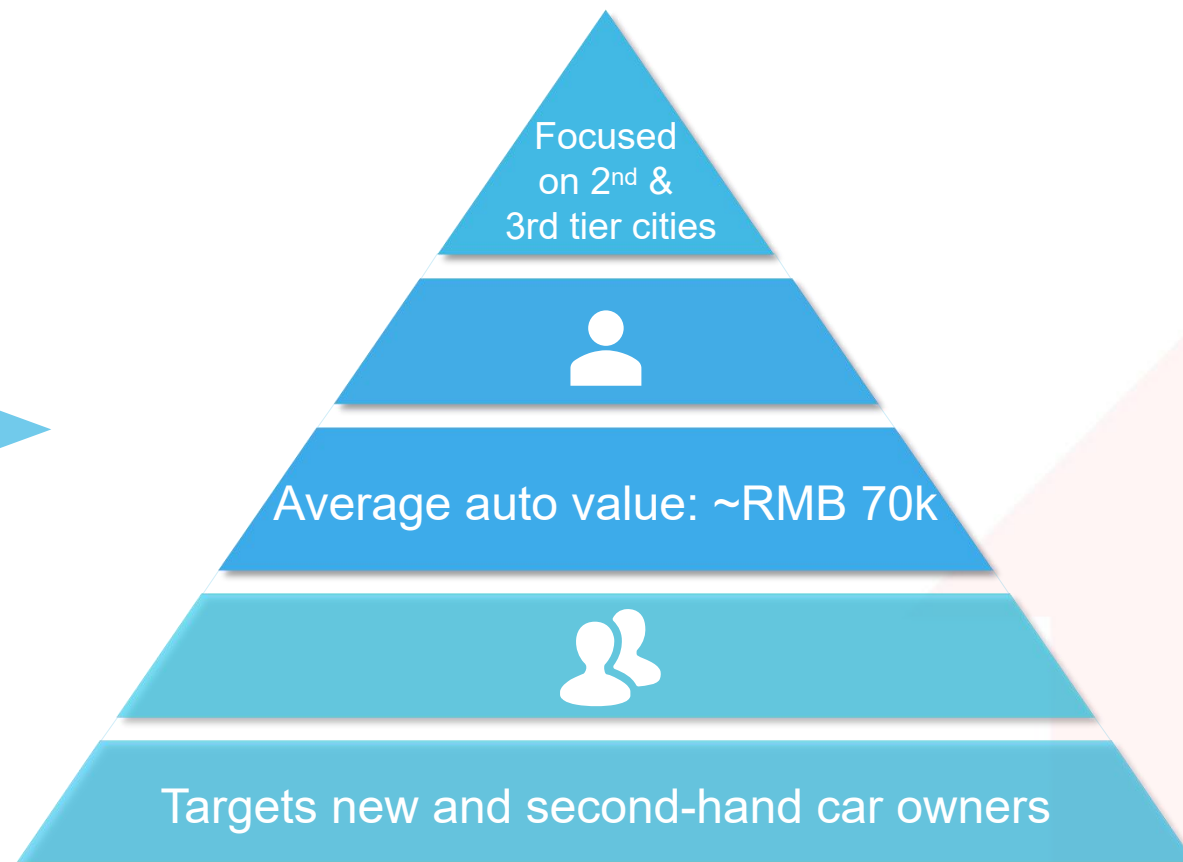 Focused
on 2nd &
3rd tier cities
Average auto value: ~RMB 70k
Targets new and second-hand car owners